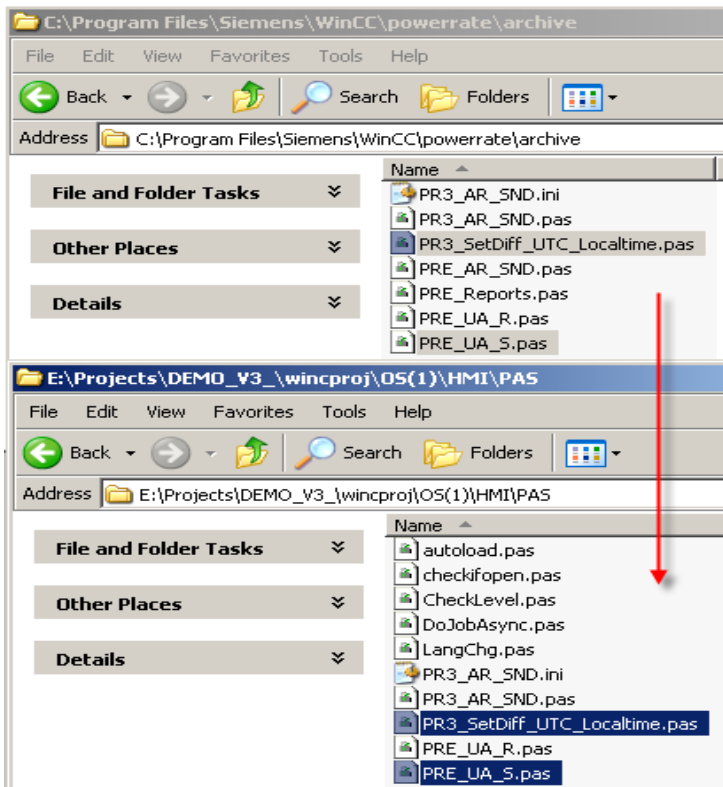 C:\Program Files\Siemens\WinCC\powerrate\archive
File Edit View Favorites Tools Help
Back Search Folders
Address C:\Program Files\Siemens\WinCC\powerrate\archive
Name
File and Folder Tasks
PR3_AR_SND.ini
PR3_AR_SND.pas
Other Places
PR3_SetDiff_UTC_Localtime.pas
PRE_AR_SND.pas
Details
PRE_Reports.pas
PRE_UA_R.pas
PRE_UA_S.pas
E:\Projects\DEMO_V3_\wincproj\OS(1)\HMI\PAS
File Edit View Favorites Tools Help
Back Search Folders
Address E:\Projects\DEMO_V3_\wincproj\OS(1)\HMI\PAS
Name
File and Folder Tasks
autoload.pas
checkifopen.pas
Other Places
CheckLevel.pas
DoJobAsync.pas
Details
LangChg.pas
PR3_AR_SND.ini
PR3_AR_SND.pas
PR3_SetDiff_UTC_Localtime.pas
PRE_UA_R.pas
PRE_UA_S.pas